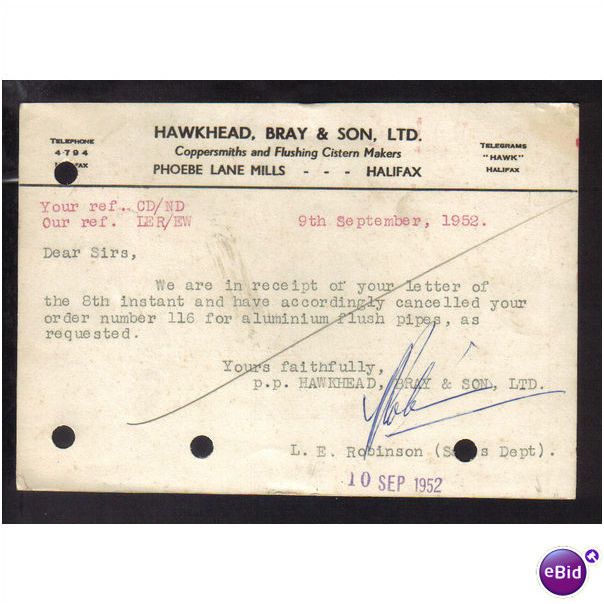 HAWKHEAD, BRAY & SON, LTD.
Coppersmiths and Flushing Cistern Makers
PHOEBE LANE MILLS - - - HALIFAX
TELEPHONE
4794
TELEGRAMS
"HAWK"
HALIFAX
Your ref.. CD/ND
Our ref. LER/EW 9th September, 1952.
Dear Sirs,
We are in receipt of your letter of
the 8th instant and have accordingly cancelled your
order number 116 for aluminium flush pipes, as
requested.
Yours faithfully,
p.p. HAWKHEAD, BRAY & SON, LTD.
L. E. Robinson (Dept).
10 SEP 1952
eBid